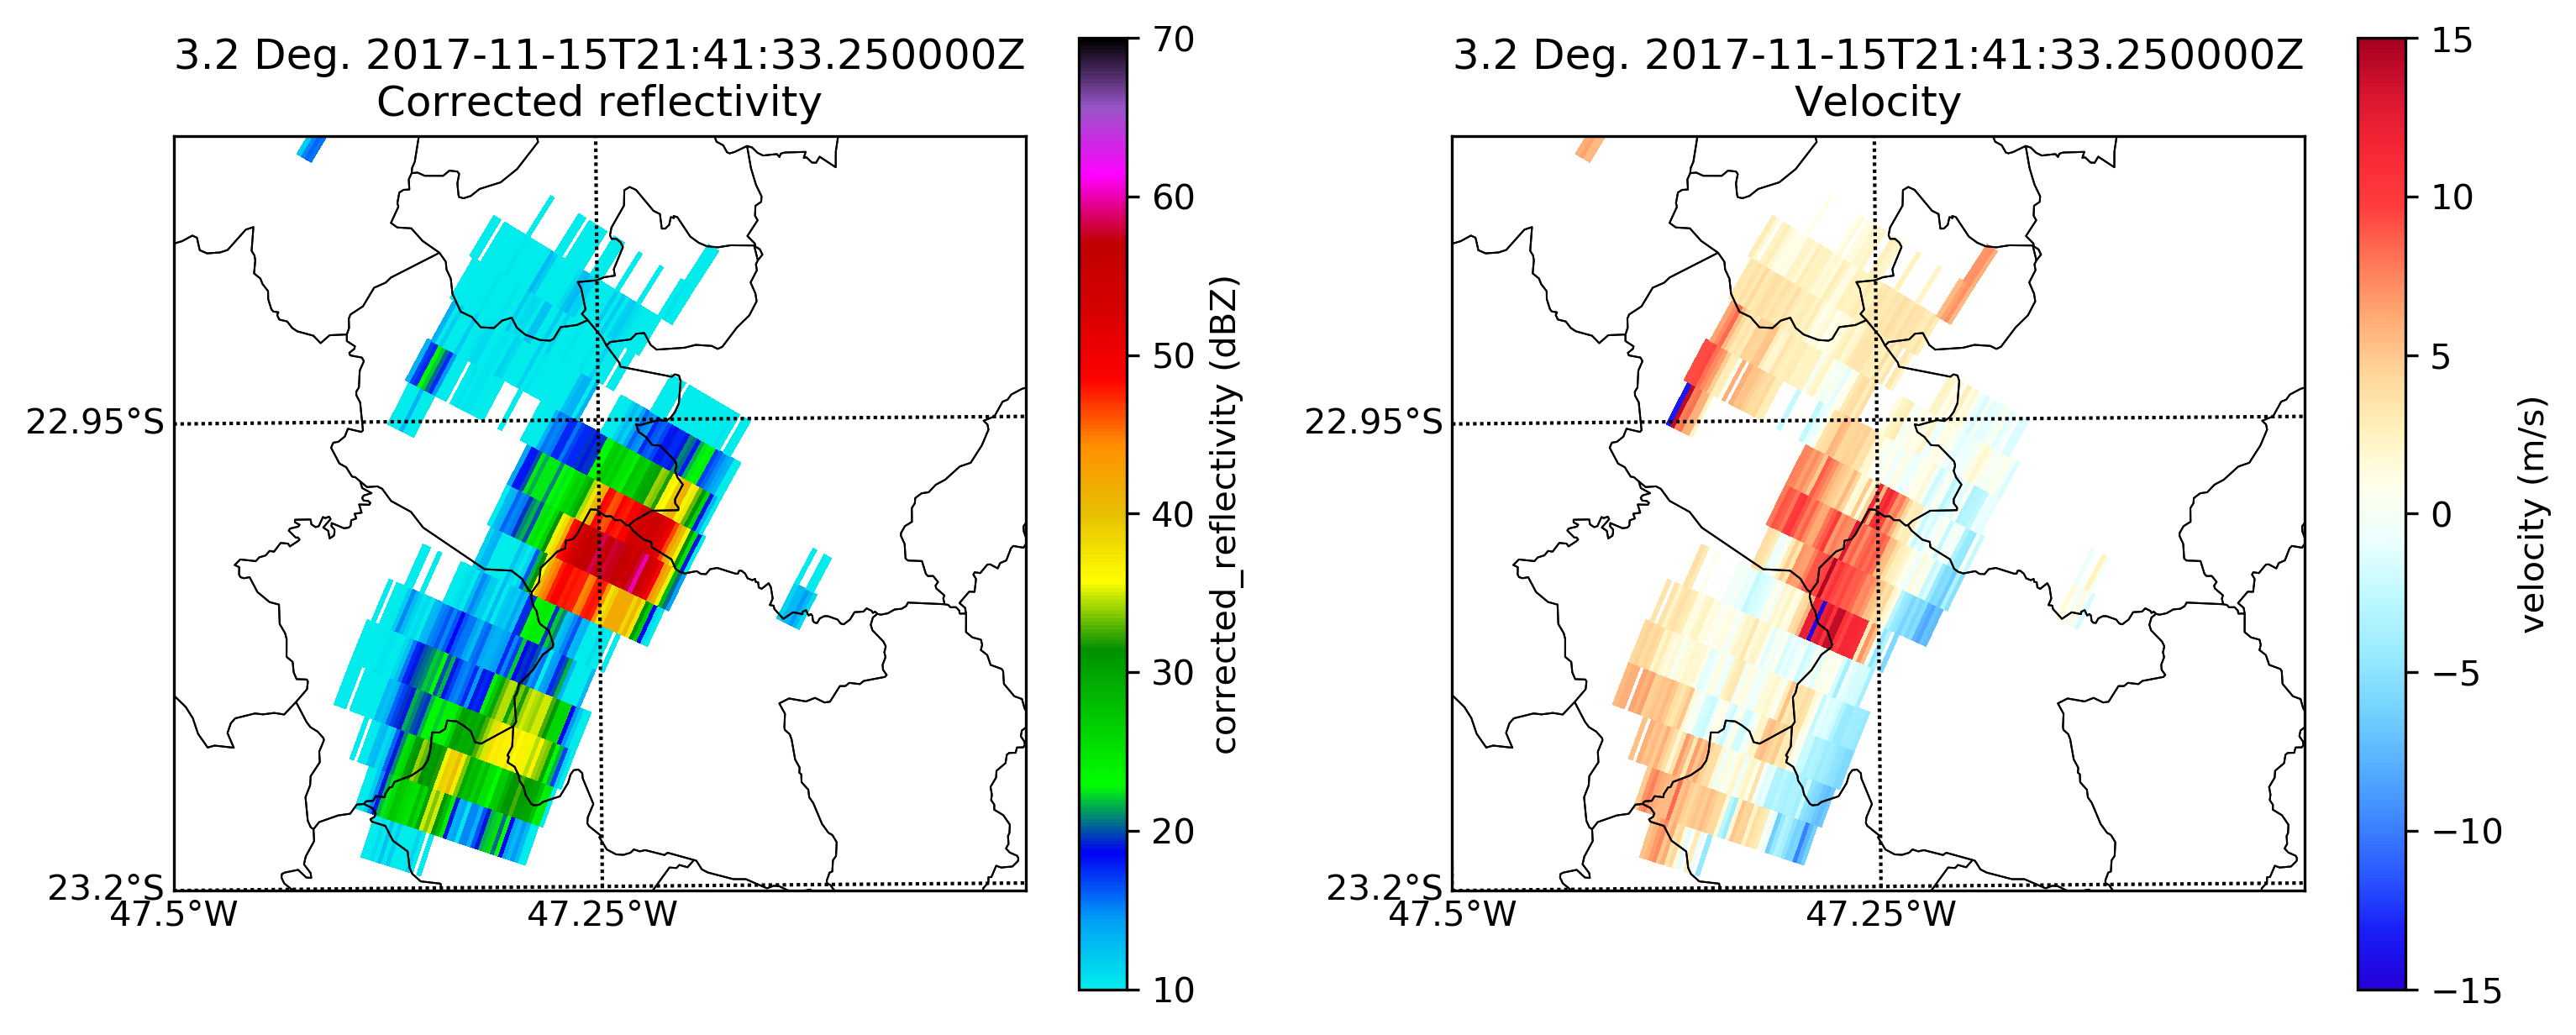 3.2 Deg. 2017-11-15T21:41:33.250000Z
Corrected reflectivity
22.95°S
23.2°S
47.5°W
47.25°W
70
60
50
40
30
20
10
corrected_reflectivity (dBZ)
3.2 Deg. 2017-11-15T21:41:33.250000Z
Velocity
22.95°S
23.2°S
47.5°W
47.25°W
15
10
5
0
−5
−10
−15
velocity (m/s)